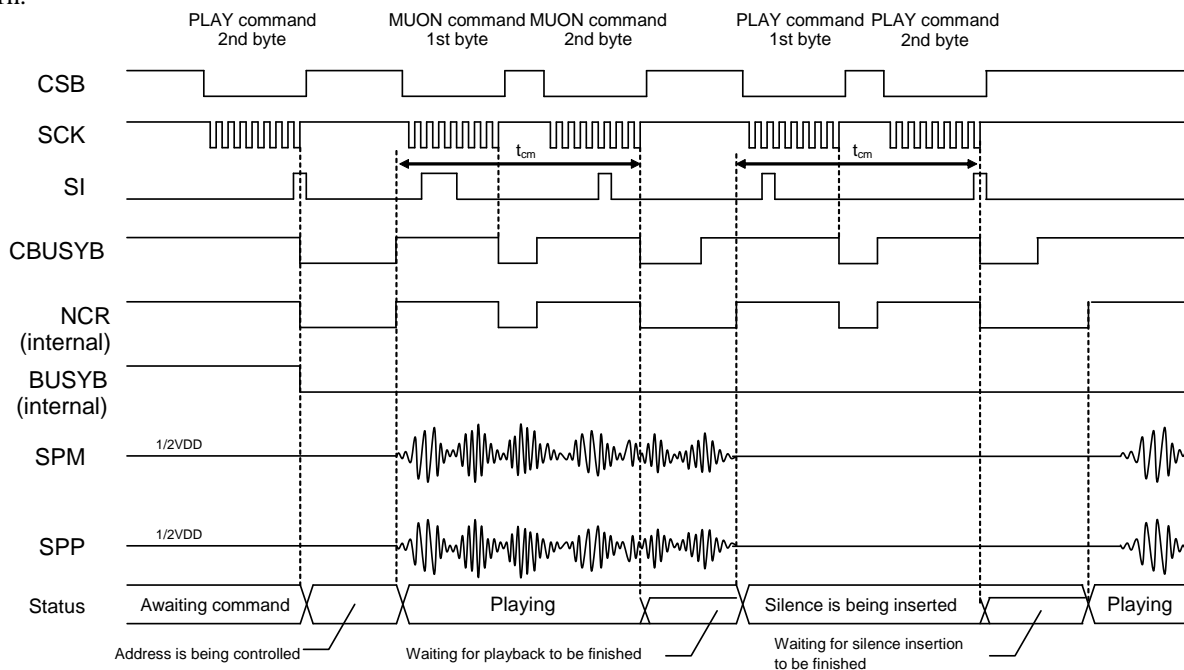 PLAY command MUON command MUON command PLAY command PLAY command
2nd byte 1st byte 2nd byte 1st byte 2nd byte
CSB
SCK
tcm tcm
SI
CBUSYB
NCR
(internal)
BUSYB
(internal)
1/2VDD
SPM
1/2VDD
SPP
Status Awaiting command Playing Silence is being inserted Playing
Address is being controlled Waiting for playback to be finished Waiting for silence insertion
to be finished